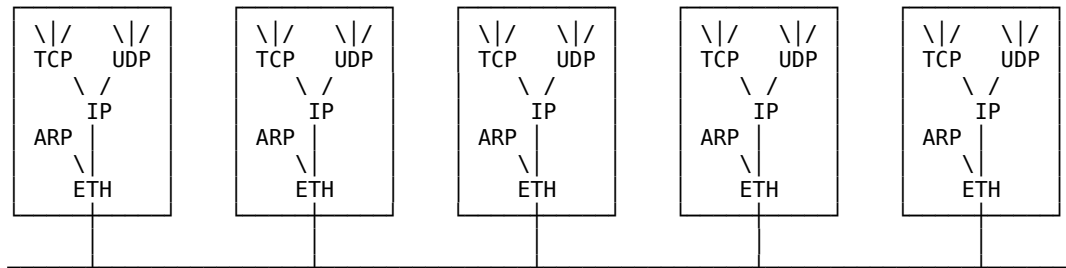 TCP UDP TCP UDP TCP UDP TCP UDP TCP UDP
IP IP IP IP IP
ARP ARP ARP ARP ARP
ETH ETH ETH ETH ETH